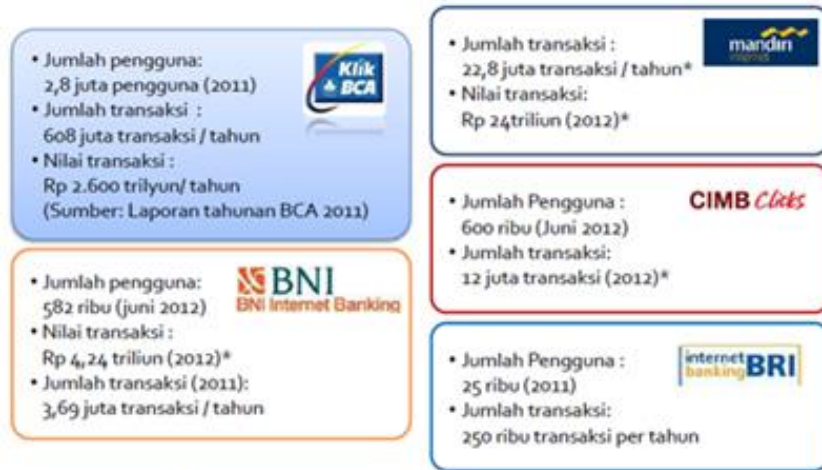 • Jumlah pengguna:
2,8 juta pengguna (2011)
• Jumlah transaksi :
608 juta transaksi / tahun
• Nilai transaksi :
Rp 2.600 trilyun/ tahun
(Sumber: Laporan tahunan BCA 2011)
Klik
BCA
• Jumlah pengguna:
582 ribu (juni 2012)
• Nilai transaksi :
Rp 4,24 triliun (2012)*
• Jumlah transaksi (2011):
3,69 juta transaksi / tahun
BNI
BNI Internet Banking
• Jumlah transaksi :
22,8 juta transaksi / tahun*
• Nilai transaksi:
Rp 24triliun (2012)*
mandiri
internet
• Jumlah Pengguna :
600 ribu (Juni 2012)
• Jumlah transaksi:
12 juta transaksi (2012)*
CIMB Clicks
• Jumlah Pengguna :
25 ribu (2011)
• Jumlah transaksi:
250 ribu transaksi per tahun
internet
banking BRI